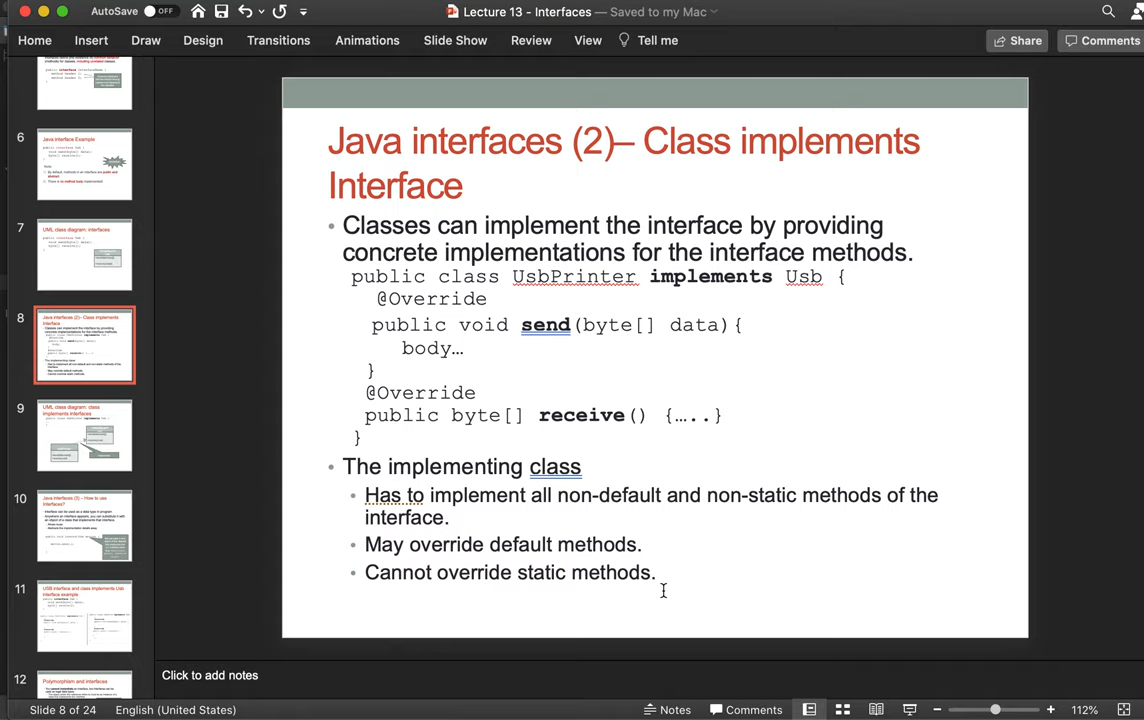 AutoSave OFF
Lecture 13 - Interfaces — Saved to my Mac
Home Insert Draw Design Transitions Animations Slide Show Review View Tell me
Share Comments
6
Java interface Example
7
UML class diagram: interfaces
8
Java interfaces (2)– Class implements
Interface
9
UML class diagram: class
implements interfaces
10
Java interfaces (3) – How to use
interfaces?
11
USB interface and class implements Usb
interface example
12
Polymorphism and interfaces
Java interfaces (2)– Class implements
Interface
• Classes can implement the interface by providing
concrete implementations for the interface methods.
public class UsbPrinter implements Usb {
@Override
public void send(byte[] data){
body…
}
@Override
public byte[] receive() {…..}
}
• The implementing class
• Has to implement all non-default and non-static methods of the
interface.
• May override default methods.
• Cannot override static methods.
Click to add notes
Slide 8 of 24 English (United States)
Notes Comments
112%